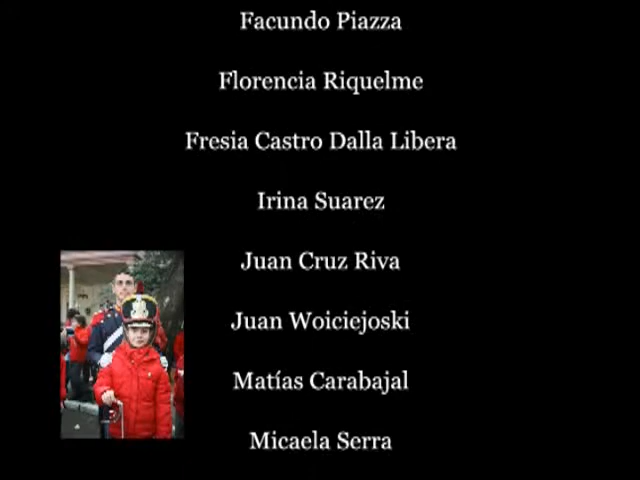 Facundo Piazza
Florencia Riquelme
Fresia Castro Dalla Libera
Irina Suarez
Juan Cruz Riva
Juan Woiciejoski
Matías Carabajal
Micaela Serra